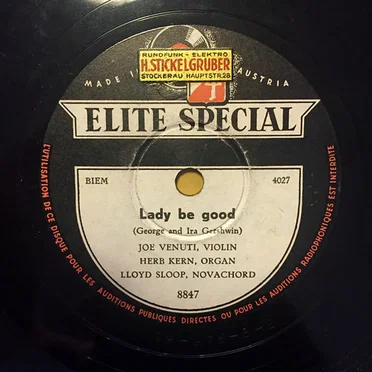 RUNDFUNK - ELEKTRO
H.STICKELGRUBER
STOCKERAU HAUPTSTR.28
MADE I AUSTRIA
ELITE SPECIAL
BIEM 4027
Lady be good
(George and Ira Gershwin)
JOE VENUTI, VIOLIN
HERB KERN, ORGAN
LLOYD SLOOP, NOVACHORD
8847
L'UTILISATION DE CE DISQUE POUR LES AUDITIONS PUBLIQUES DIRECTES OU POUR LES AUDITIONS RADIOPHONIQUES EST INTERDITE